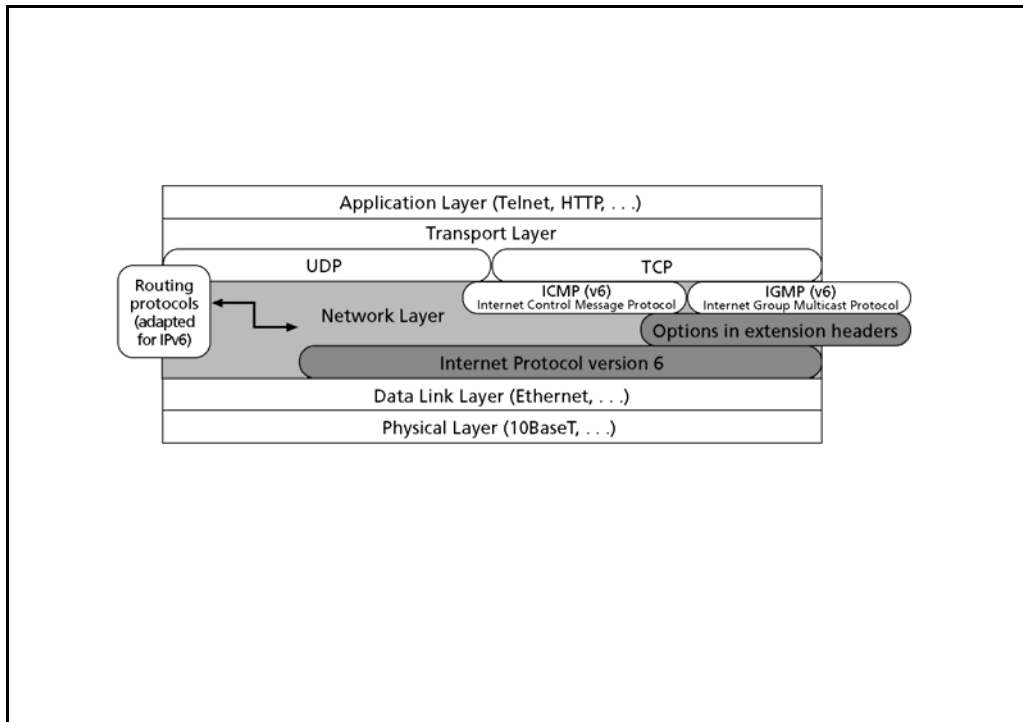 Application Layer (Telnet, HTTP, . . .)
Transport Layer
UDP
TCP
Routing
protocols
(adapted
for IPv6)
Network Layer
ICMP (v6)
Internet Control Message Protocol
IGMP (v6)
Internet Group Multicast Protocol
Options in extension headers
Internet Protocol version 6
Data Link Layer (Ethernet, . . .)
Physical Layer (10BaseT, . . .)